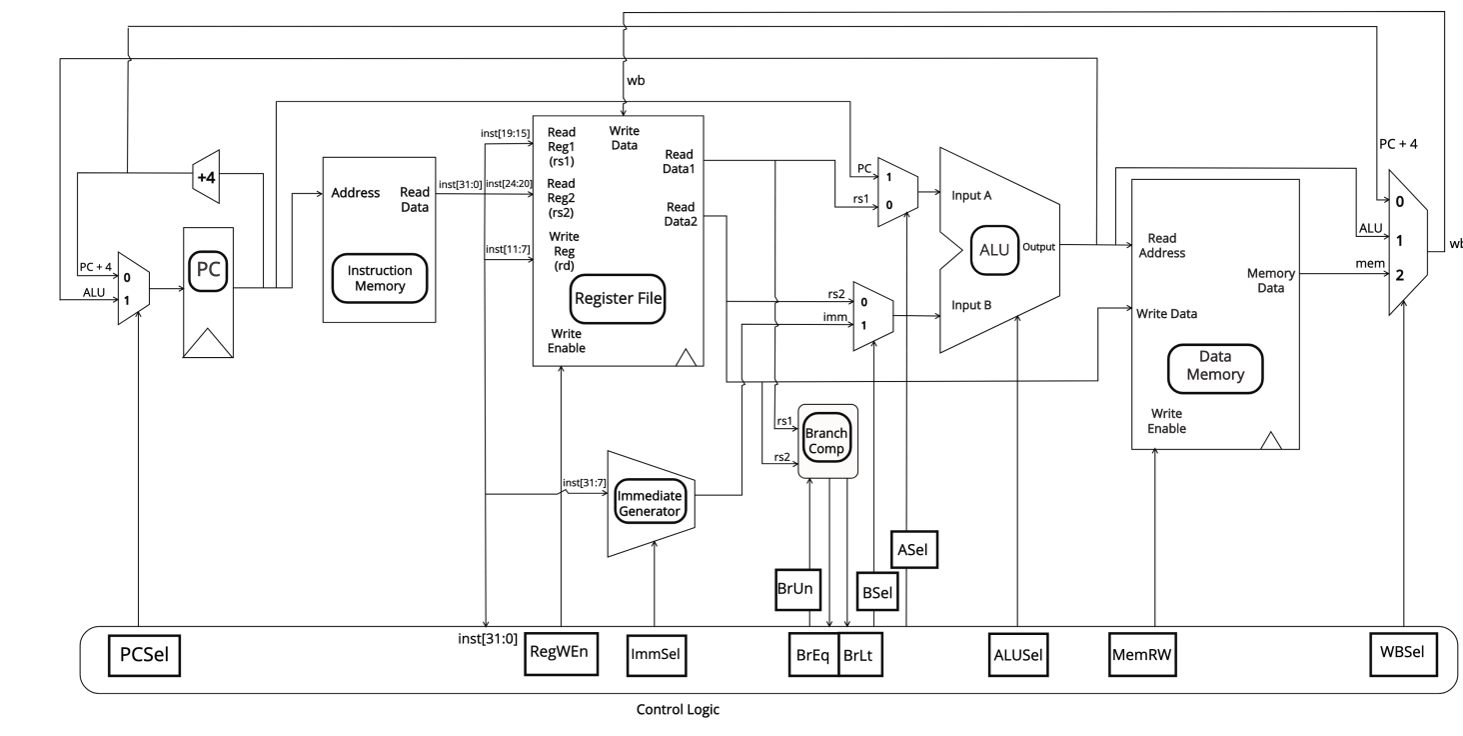 wb
PC + 4
inst[19:15]
Read
Reg1
(rs1)
Write
Data
Read
Data1
PC
1
rs1
0
+4
Address
Read
Data
inst[31:0]
inst[24:20]
Read
Reg2
(rs2)
Read
Data2
Input A
ALU
Output
0
ALU
1
wb
inst[11:7]
Write
Reg
(rd)
Read
Address
PC
PC + 4
0
ALU
1
Instruction
Memory
Register File
rs2
0
imm
1
Input B
Memory
Data
mem
2
Write Data
Write
Enable
Data
Memory
rs1
rs2
Branch
Comp
Write
Enable
inst[31:7]
Immediate
Generator
ASel
BrUn
BSel
PCSel
inst[31:0]
RegWEn
ImmSel
BrEq
BrLt
ALUSel
MemRW
WBSel
Control Logic